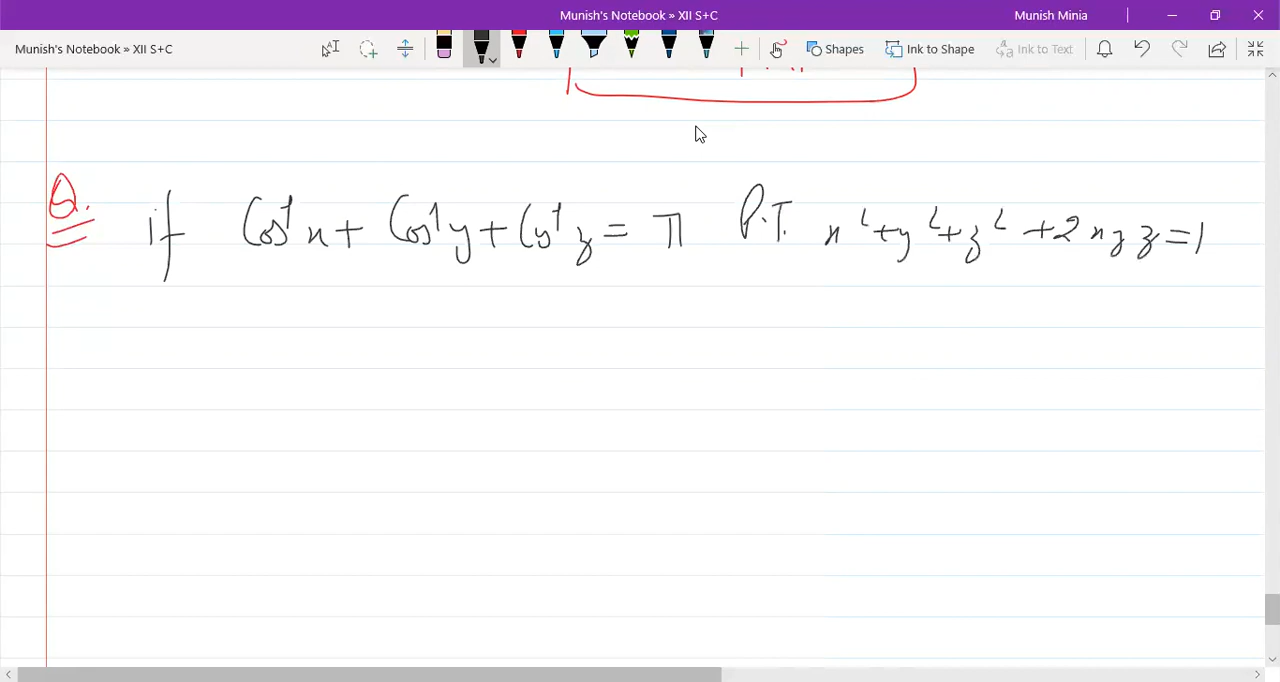 Munish's Notebook » XII S+C
Munish Minia
Munish's Notebook » XII S+C
Shapes
Ink to Shape
Ink to Text
Q. if Cos⁻¹x + Cos⁻¹y + Cos⁻¹z = π P.T. x² + y² + z² + 2xyz = 1